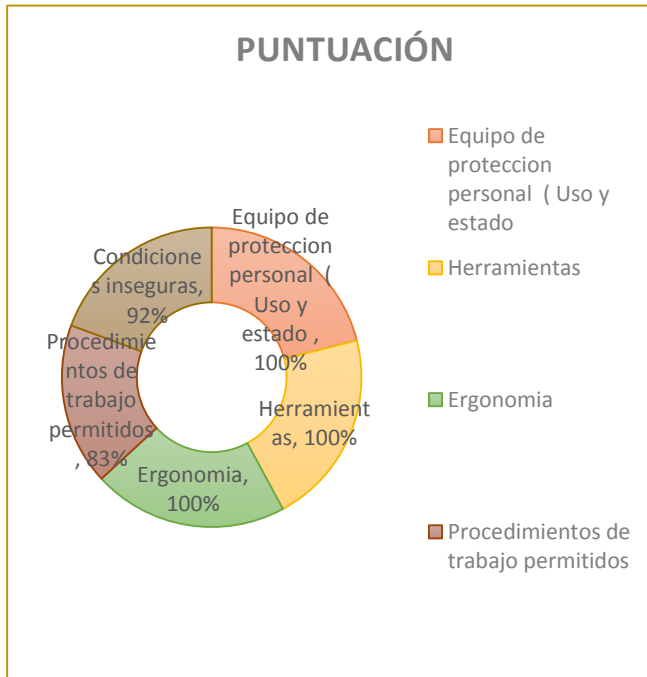 PUNTUACIÓN
Equipo de
proteccion
personal ( Uso y
estado ,
100%
Herramient
as, 100%
Ergonomia,
100%
Procedimie
ntos de
trabajo
permitidos
, 83%
Condicione
s inseguras,
92%
Equipo de
proteccion
personal ( Uso y
estado
Herramientas
Ergonomia
Procedimientos de
trabajo permitidos